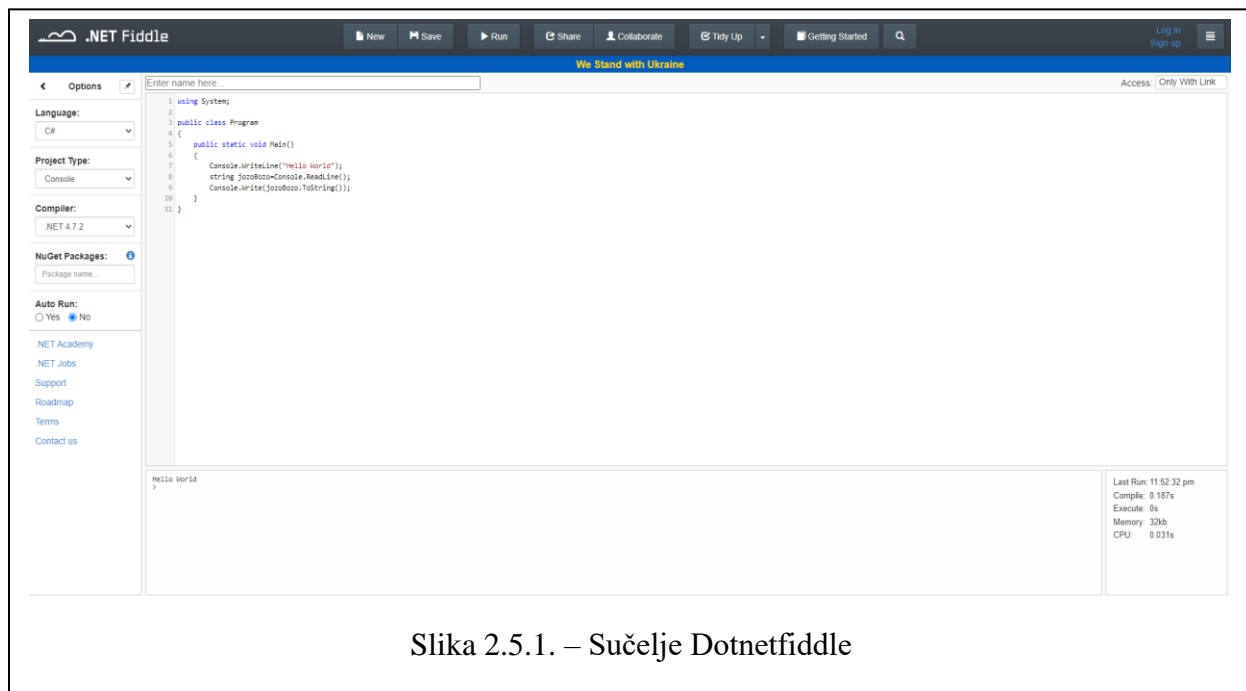 .NET Fiddle
New
Save
Run
Share
Collaborate
Tidy Up
Getting Started
Log in
Sign up
We Stand with Ukraine
Options
Enter name here...
Access: Only With Link
Language:
C#
Project Type:
Console
Compiler:
.NET 4.7.2
NuGet Packages:
Package name...
Auto Run:
Yes No
.NET Academy
.NET Jobs
Support
Roadmap
Terms
Contact us
1 using System;
2
3 public class Program
4 {
5 public static void Main()
6 {
7 Console.WriteLine("Hello World");
8 string jozoBozo=Console.ReadLine();
9 Console.Write(jozoBozo.ToString());
10 }
11 }
Hello World
>
Last Run: 11:52:32 pm
Compile: 0.187s
Execute: 0s
Memory: 32kb
CPU: 0.031s
Slika 2.5.1. – Sučelje Dotnetfiddle